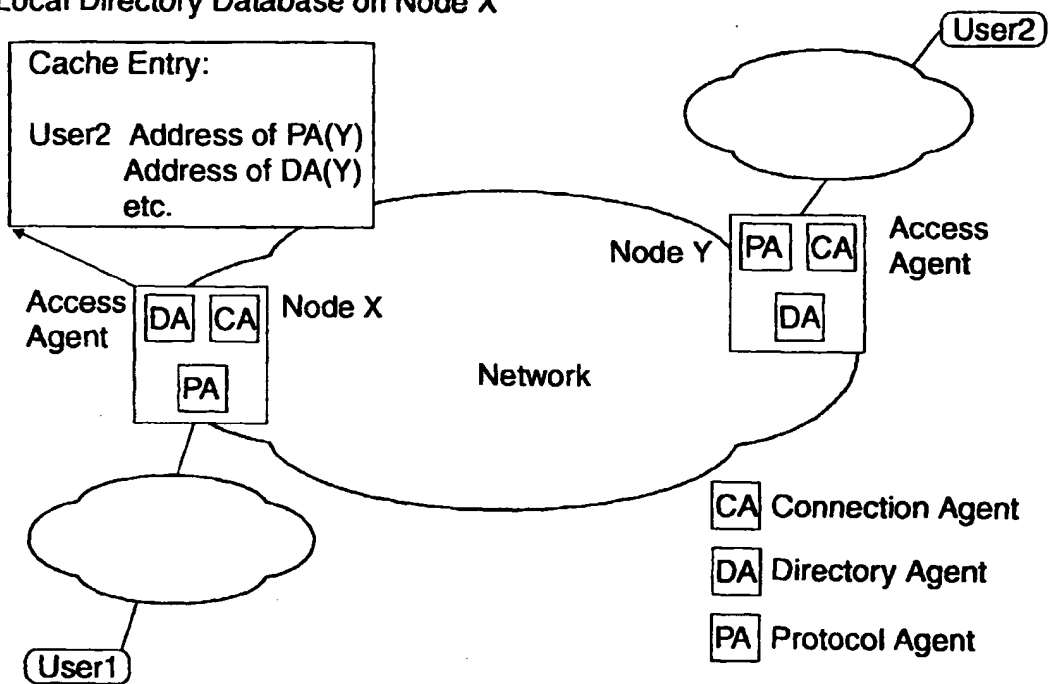 Local Directory Database on Node X
User2
Cache Entry:
User2 Address of PA(Y)
Address of DA(Y)
etc.
Access
Agent
DA
CA
Node X
PA
Node Y
PA
CA
DA
Access
Agent
Network
CA Connection Agent
DA Directory Agent
PA Protocol Agent
User1